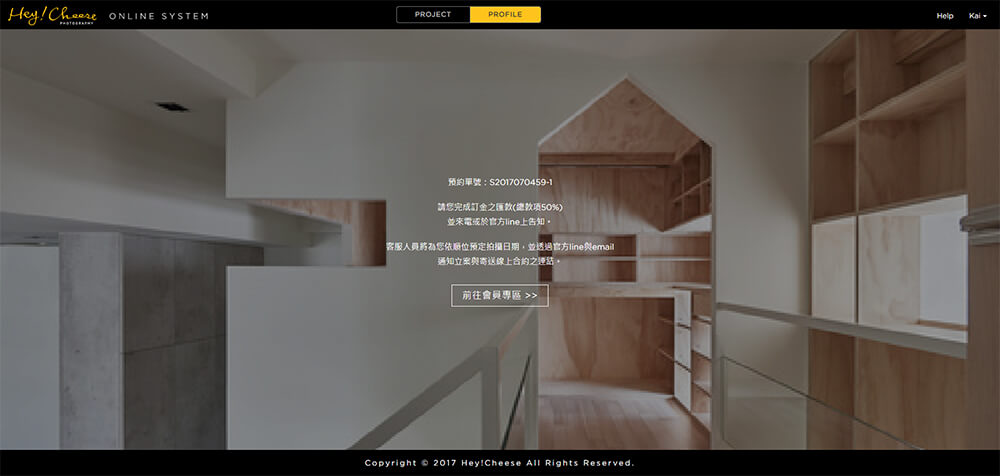 Hey! Cheese
PHOTOGRAPHY
ONLINE SYSTEM
PROJECT
PROFILE
Help
Kai
預約單號：S2017070459-1
請您完成訂金之匯款(總款項50%)
並來電或於官方line上告知。
客服人員將為您依順位預定拍攝日期，並透過官方line與email
通知立案與寄送線上合約之連結。
前往會員專區 >>
Copyright © 2017 Hey!Cheese All Rights Reserved.